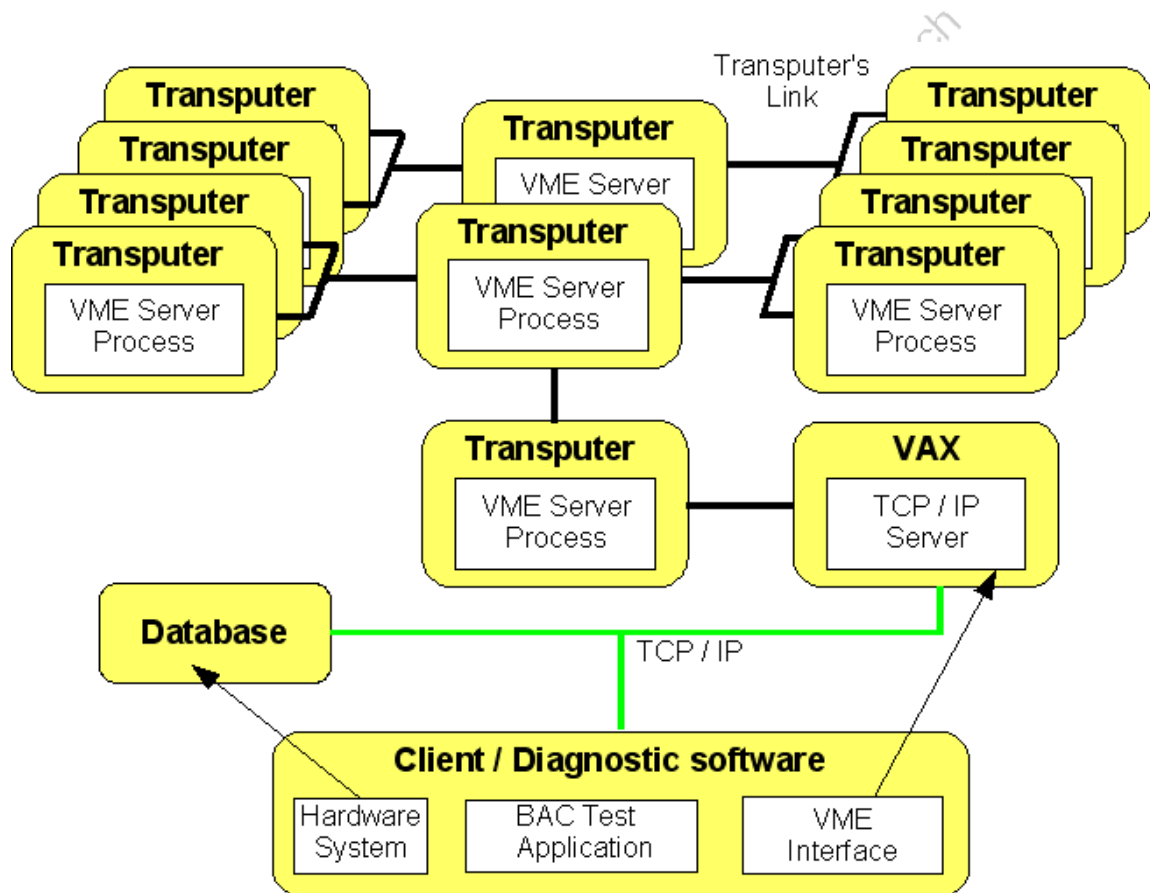 Transputer's
Link
Transputer
Transputer
Transputer
Transputer
VME Server
Process
Transputer
VME Server
Transputer
VME Server
Process
Transputer
Transputer
Transputer
Transputer
VME Server
Process
Transputer
VME Server
Process
VAX
TCP / IP
Server
Database
TCP / IP
Client / Diagnostic software
Hardware
System
BAC Test
Application
VME
Interface